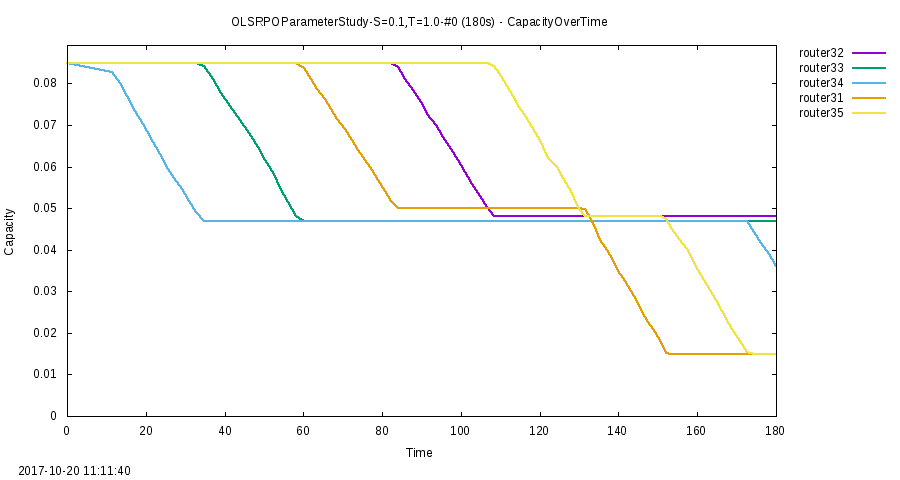 OLSRPOParameterStudy-S=0.1,T=1.0-#0 (180s) - CapacityOverTime
router32
router33
router34
router31
router35
0.08
0.07
0.06
0.05
0.04
0.03
0.02
0.01
0
Capacity
0 20 40 60 80 100 120 140 160 180
Time
2017-10-20 11:11:40